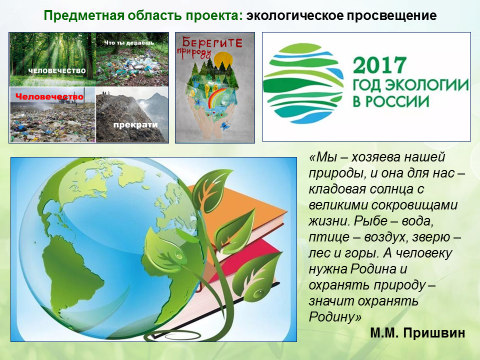 Предметная область проекта: экологическое просвещение
человечество
Что ты делаешь
Человечество
прекрати
БЕРЕГИТЕ
природу
2017
ГОД ЭКОЛОГИИ
В РОССИИ
«Мы – хозяева нашей
природы, и она для нас –
кладовая солнца с
великими сокровищами
жизни. Рыбе – вода,
птице – воздух, зверю –
лес и горы. А человеку
нужна Родина и
охранять природу –
значит охранять
Родину»
М.М. Пришвин